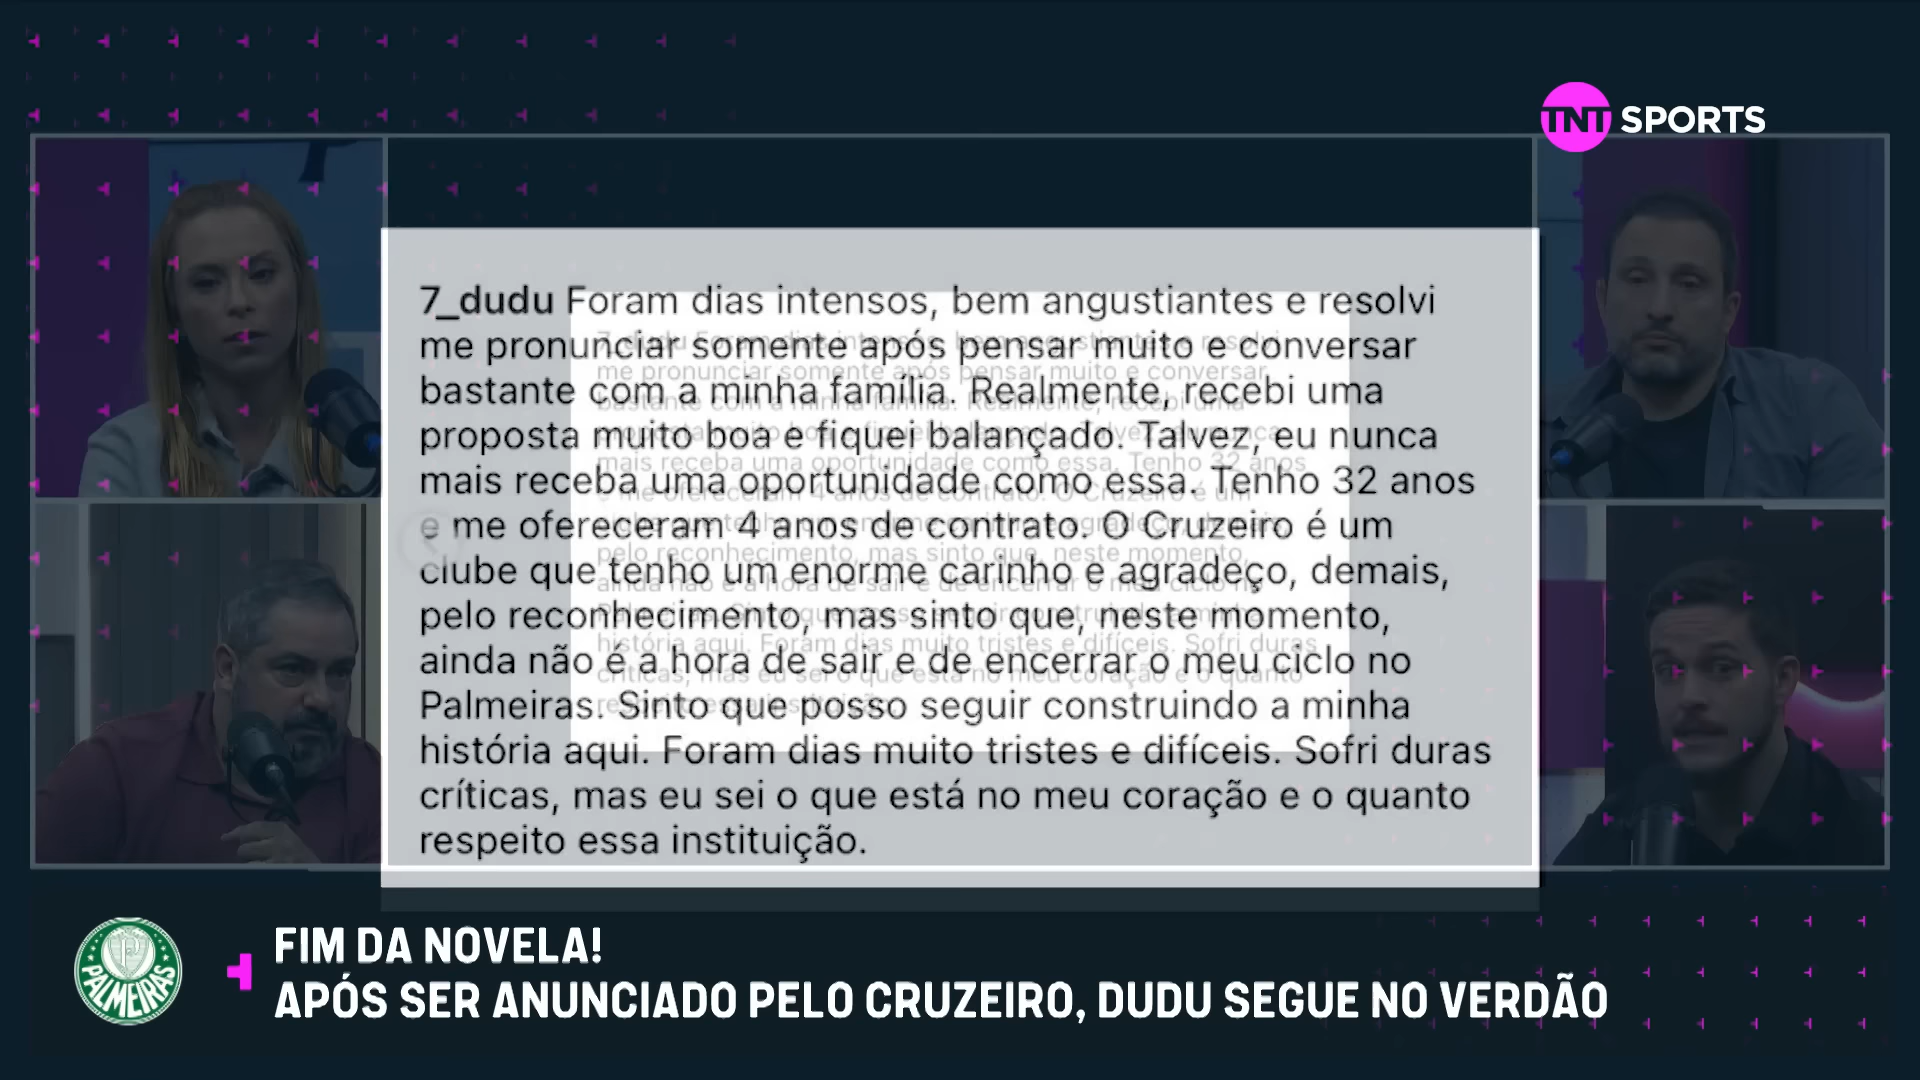 TNT SPORTS
7_dudu Foram dias intensos, bem angustiantes e resolvi
me pronunciar somente após pensar muito e conversar
bastante com a minha família. Realmente, recebi uma
proposta muito boa e fiquei balançado. Talvez, eu nunca
mais receba uma oportunidade como essa. Tenho 32 anos
e me ofereceram 4 anos de contrato. O Cruzeiro é um
clube que tenho um enorme carinho e agradeço, demais,
pelo reconhecimento, mas sinto que, neste momento,
ainda não é a hora de sair e de encerrar o meu ciclo no
Palmeiras. Sinto que posso seguir construindo a minha
história aqui. Foram dias muito tristes e difíceis. Sofri duras
críticas, mas eu sei o que está no meu coração e o quanto
respeito essa instituição.
PALMEIRAS
FIM DA NOVELA!
APÓS SER ANUNCIADO PELO CRUZEIRO, DUDU SEGUE NO VERDÃO